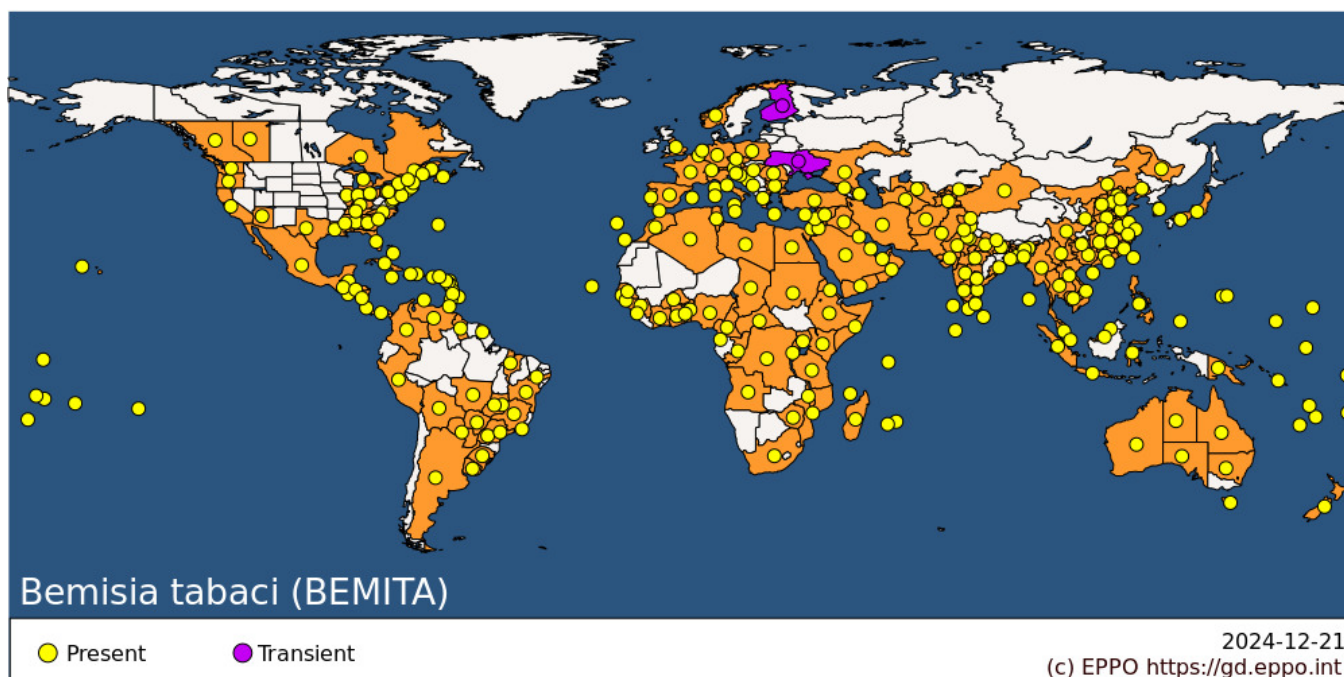 Bemisia tabaci (BEMITA)
Present
Transient
2024-12-21
(c) EPPO https://gd.eppo.int